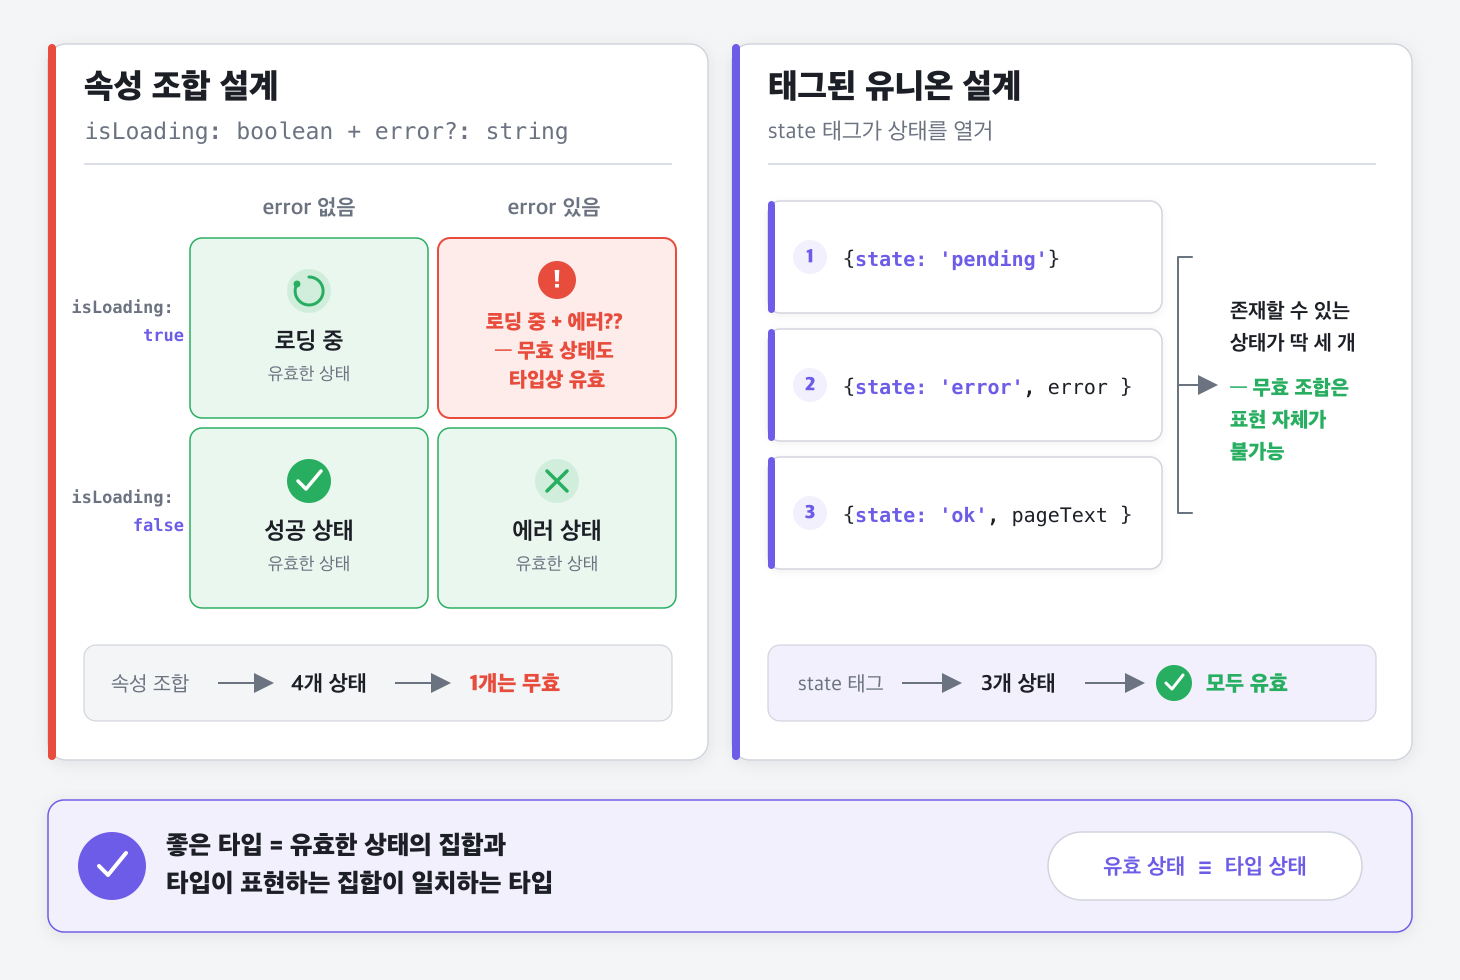 속성 조합 설계
isLoading: boolean + error?: string
error 없음
error 있음
isLoading:
true
로딩 중
유효한 상태
!
로딩 중 + 에러??
— 무효 상태도
타입상 유효
isLoading:
false
성공 상태
유효한 상태
에러 상태
유효한 상태
속성 조합
4개 상태
1개는 무효
태그된 유니온 설계
state 태그가 상태를 열거
1 {state: 'pending'}
2 {state: 'error', error }
3 {state: 'ok', pageText }
존재할 수 있는
상태가 딱 세 개
— 무효 조합은
표현 자체가
불가능
state 태그
3개 상태
모두 유효
좋은 타입 = 유효한 상태의 집합과
타입이 표현하는 집합이 일치하는 타입
유효 상태 ≡ 타입 상태